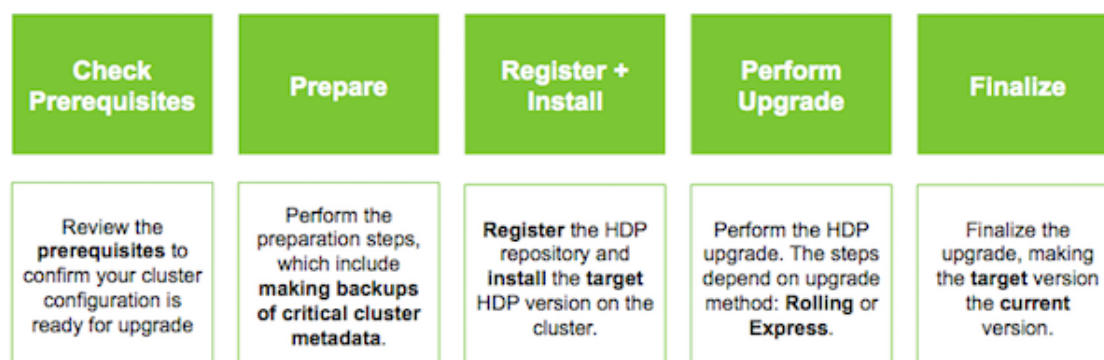 Check
Prerequisites
Prepare
Register +
Install
Perform
Upgrade
Finalize
Review the
prerequisites to
confirm your cluster
configuration is
ready for upgrade
Perform the
preparation steps,
which include
making backups
of critical cluster
metadata.
Register the HDP
repository and
install the target
HDP version on the
cluster.
Perform the HDP
upgrade. The steps
depend on upgrade
method: Rolling or
Express.
Finalize the
upgrade, making
the target version
the current
version.